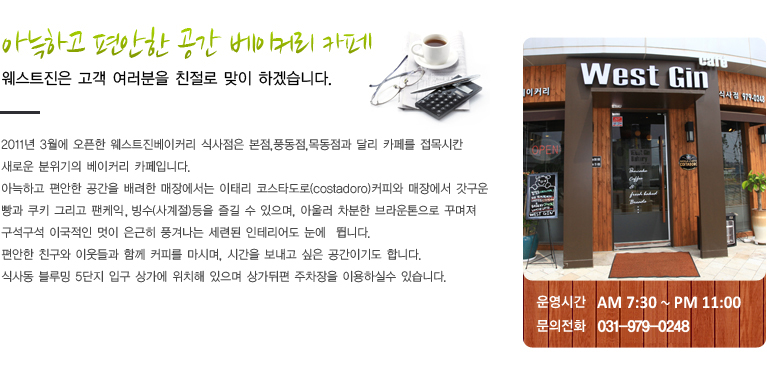 아늑하고 편안한 공간 베이커리 카페
웨스트진은 고객 여러분을 친절로 맞이 하겠습니다.
2011년 3월에 오픈한 웨스트진베이커리 식사점은 본점,풍동점,목동점과 달리 카페를 접목시칸
새로운 분위기의 베이커리 카페입니다.
아늑하고 편안한 공간을 배려한 매장에서는 이태리 코스타도로(costadoro)커피와 매장에서 갓구운
빵과 쿠키 그리고 팬케익, 빙수(사계절)등을 즐길 수 있으며, 아울러 차분한 브라운톤으로 꾸며져
구석구석 이국적인 멋이 은근히 풍겨나는 세련된 인테리어도 눈에 띕니다.
편안한 친구와 이웃들과 함께 커피를 마시며, 시간을 보내고 싶은 공간이기도 합니다.
식사동 블루밍 5단지 입구 상가에 위치해 있으며 상가뒤편 주차장을 이용하실수 있습니다.
cafe
West Gin
베이커리
식사점 979-0248
OPEN
Coffee
&
fresh baked
Breads
WEST GIN
운영시간 AM 7:30 ~ PM 11:00
문의전화 031-979-0248